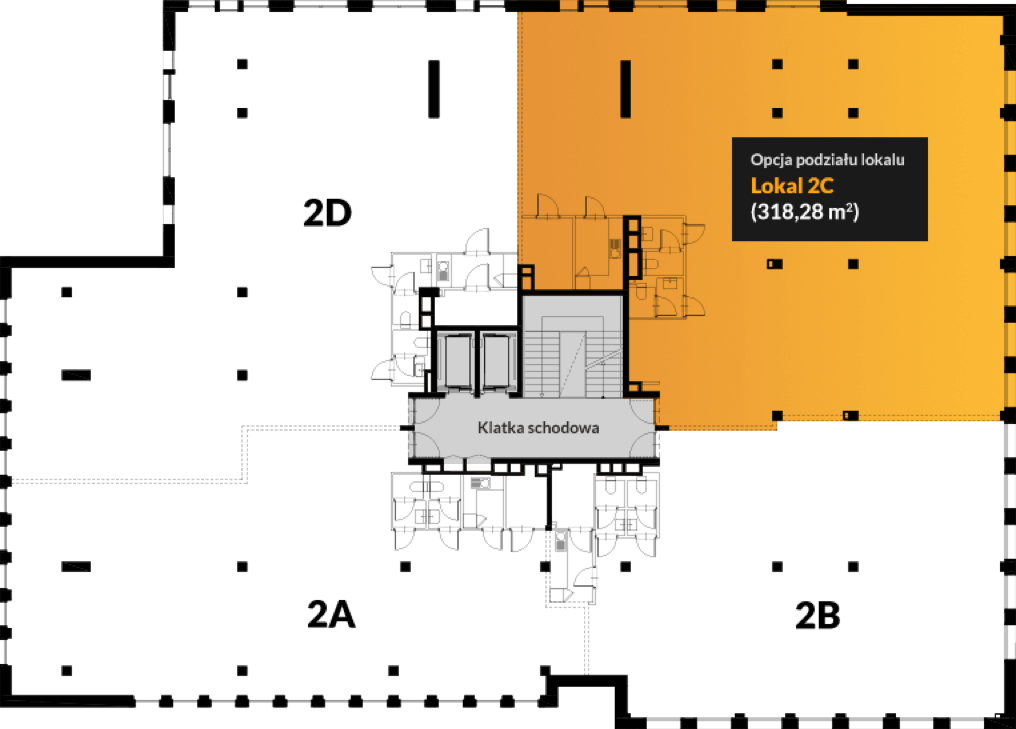 Opcja podziału lokalu
Lokal 2C
(318,28 m²)
2D
Klatka schodowa
2A
2B